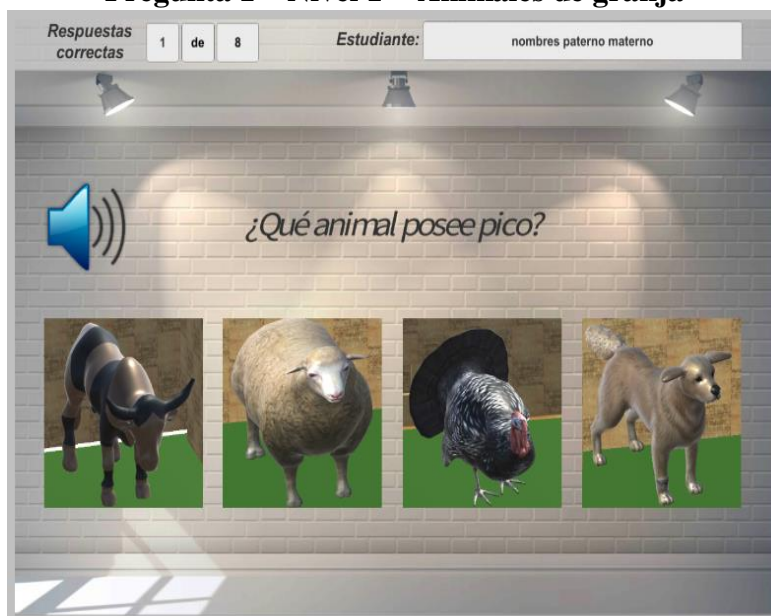 Respuestas correctas
1 de 8
Estudiante:
nombres paterno materno
¿Qué animal posee pico?